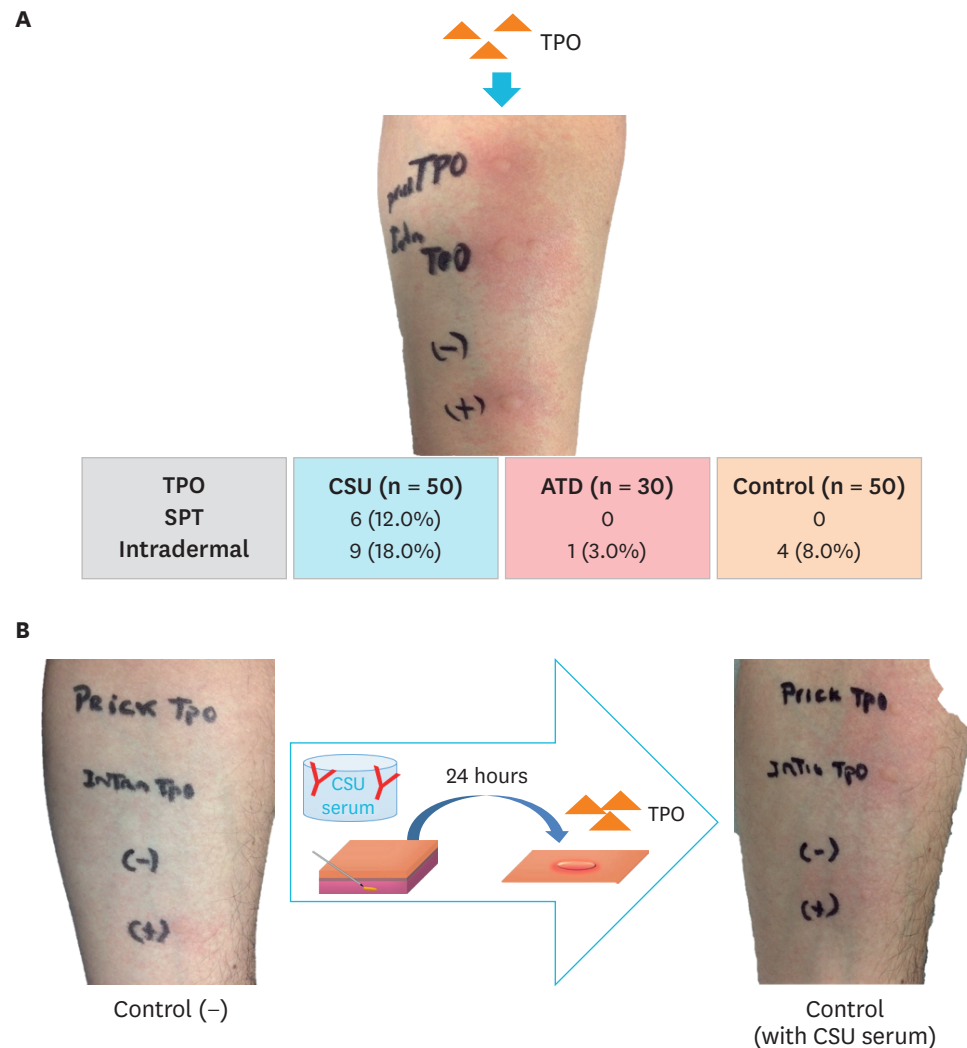 A
TPO
prick TPO
TPO
(-)
(+)
TPO CSU (n = 50) ATD (n = 30) Control (n = 50)
SPT 6 (12.0%) 0 0
Intradermal 9 (18.0%) 1 (3.0%) 4 (8.0%)
B
PRICK TPO
TPO
(-)
(+)
CSU
serum
24 hours
TPO
PRICK TPO
TPO
(-)
(+)
Control (–)
Control
(with CSU serum)